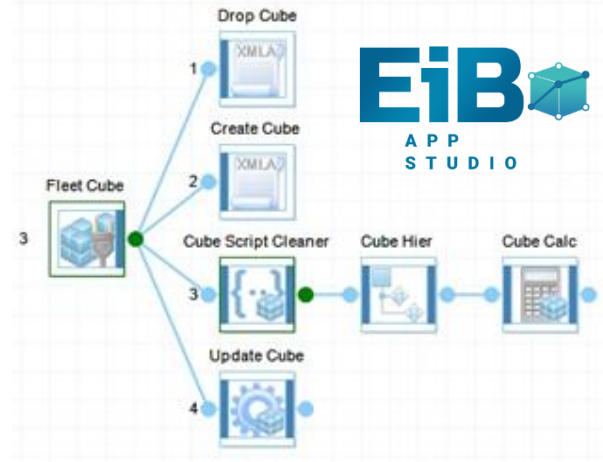 Drop Cube
XMLA
1
EiB
APP
STUDIO
Create Cube
XMLA
2
Fleet Cube
3
Cube Script Cleaner
Cube Hier
Cube Calc
3
{··}
Update Cube
4